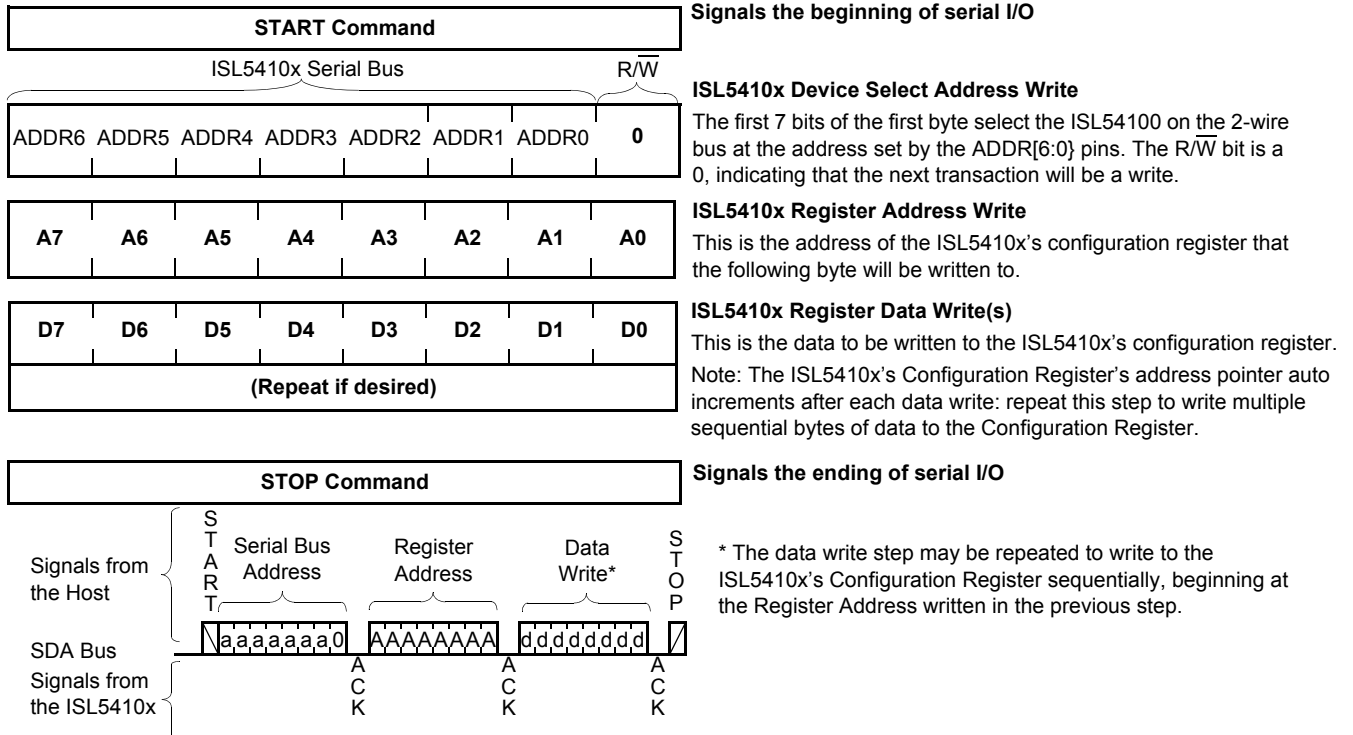 START Command
Signals the beginning of serial I/O
ISL5410x Serial Bus
R/W
ADDR6 ADDR5 ADDR4 ADDR3 ADDR2 ADDR1 ADDR0 0
ISL5410x Device Select Address Write
The first 7 bits of the first byte select the ISL54100 on the 2-wire
bus at the address set by the ADDR[6:0} pins. The R/W bit is a
0, indicating that the next transaction will be a write.
A7 A6 A5 A4 A3 A2 A1 A0
ISL5410x Register Address Write
This is the address of the ISL5410x's configuration register that
the following byte will be written to.
D7 D6 D5 D4 D3 D2 D1 D0
(Repeat if desired)
ISL5410x Register Data Write(s)
This is the data to be written to the ISL5410x's configuration register.
Note: The ISL5410x's Configuration Register's address pointer auto
increments after each data write: repeat this step to write multiple
sequential bytes of data to the Configuration Register.
STOP Command
Signals the ending of serial I/O
Signals from
the Host
START
Serial Bus
Address
Register
Address
Data
Write*
STOP
* The data write step may be repeated to write to the
ISL5410x's Configuration Register sequentially, beginning at
the Register Address written in the previous step.
SDA Bus
a a a a a a a 0
A A A A A A A A
d d d d d d d d
Signals from
the ISL5410x
ACK
ACK
ACK